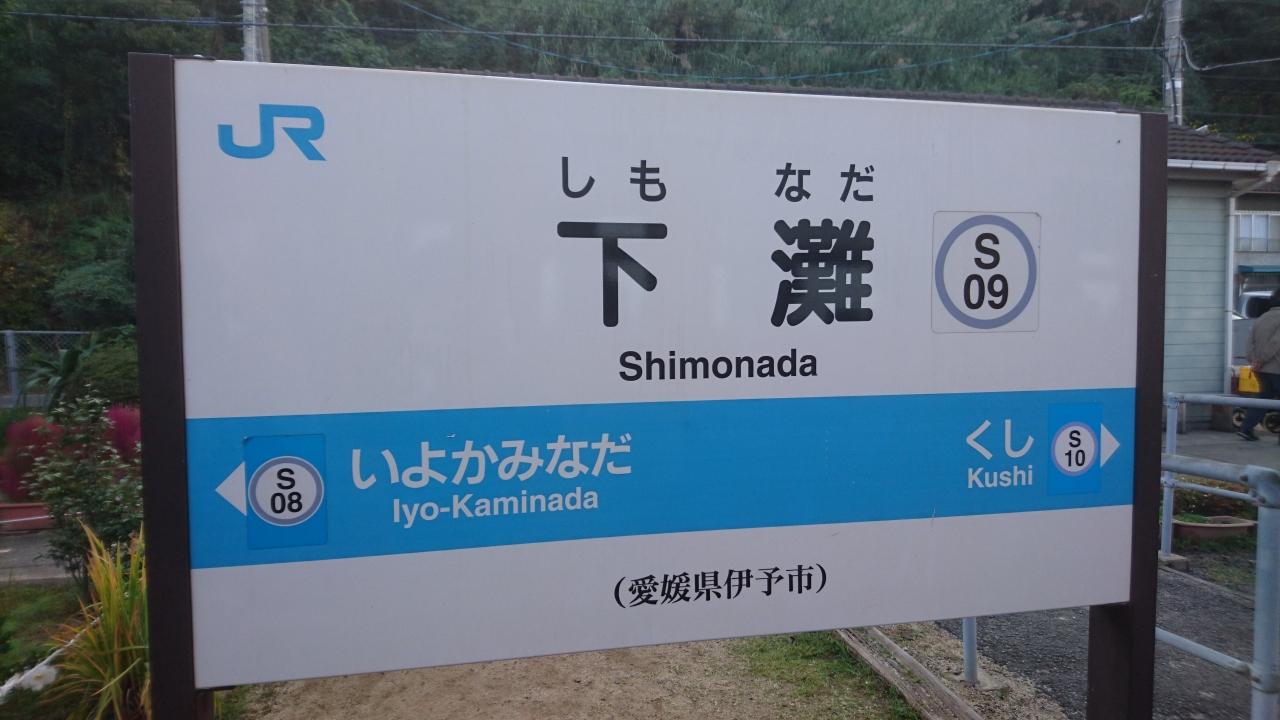 JR
しもなだ
下灘
S
09
Shimonada
S
08
いよかみなだ
Iyo-Kaminada
くし
Kushi
S
10
(愛媛県伊予市)